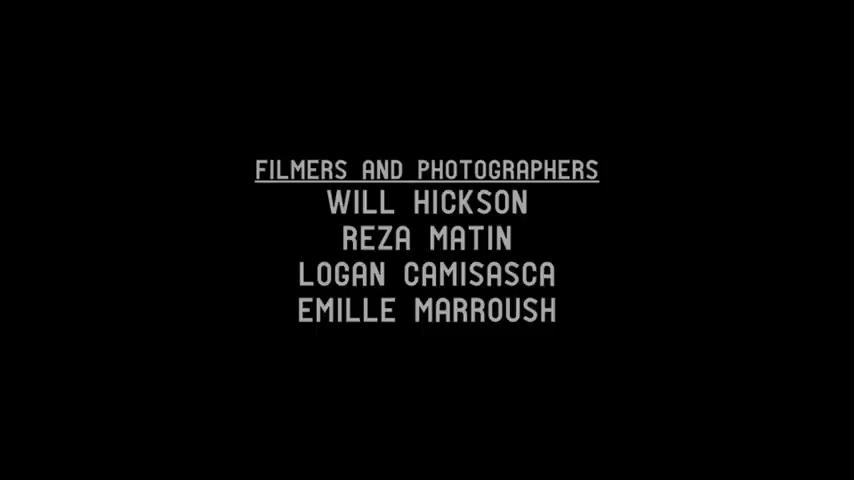 FILMERS AND PHOTOGRAPHERS
WILL HICKSON
REZA MATIN
LOGAN CAMISASCA
EMILLE MARROUSH